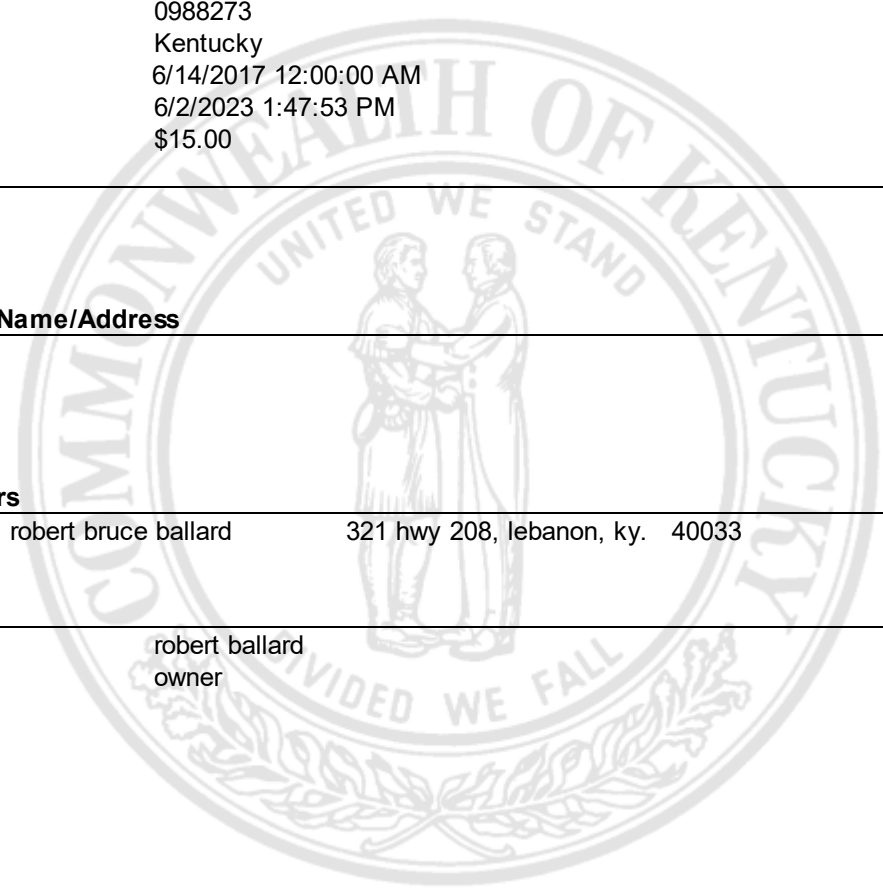 0988273
Kentucky
6/14/2017 12:00:00 AM
6/2/2023 1:47:53 PM
$15.00
COMMONWEALTH OF KENTUCKY
UNITED WE STAND
Name/Address
rs
robert bruce ballard 321 hwy 208, lebanon, ky. 40033
robert ballard
owner
DIVIDED WE FALL